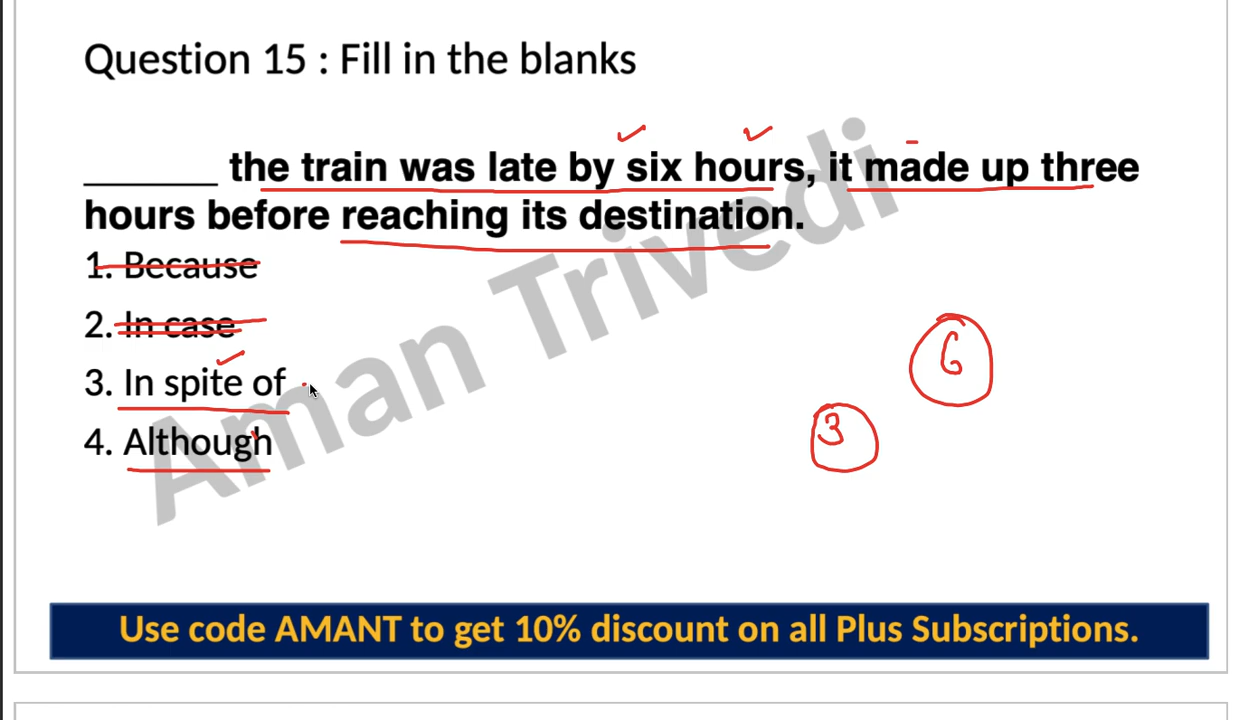 Question 15 : Fill in the blanks
______ the train was late by six hours, it made up three
hours before reaching its destination.
1. Because
2. In case
3. In spite of
4. Although
6
3
Aman Trivedi
Use code AMANT to get 10% discount on all Plus Subscriptions.